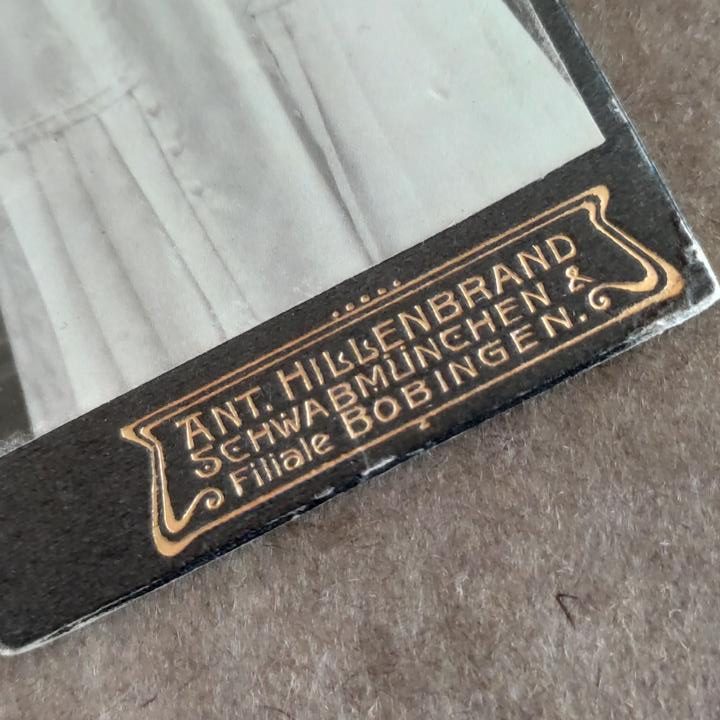 ANT. HILLENBRAND
SCHWABMÜNCHEN &
Filiale BOBINGEN.